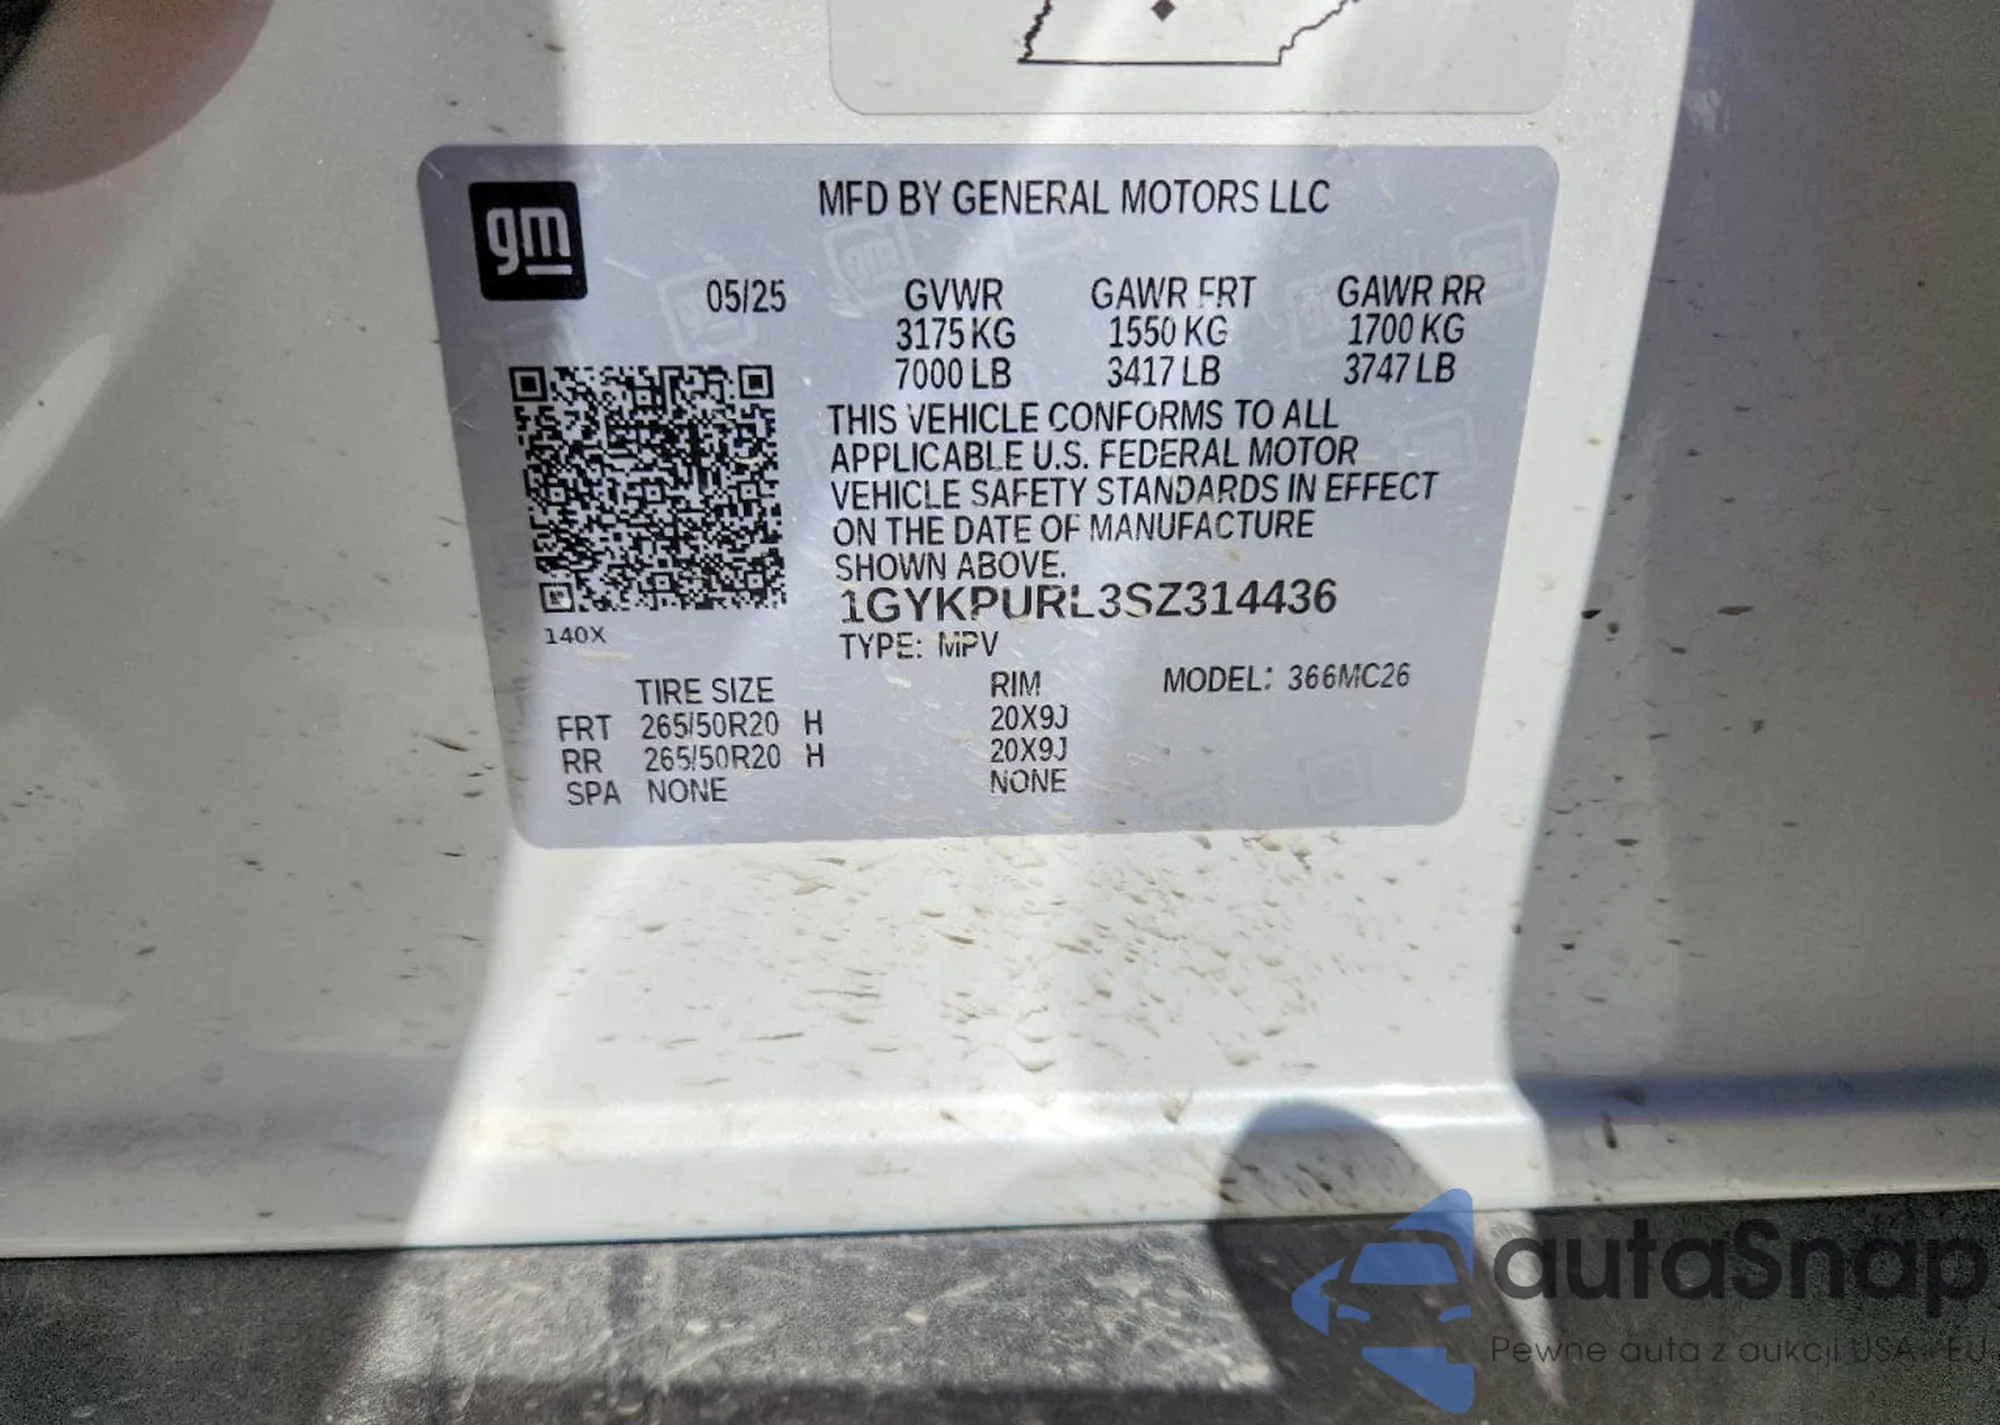 gm
MFD BY GENERAL MOTORS LLC
05/25 GVWR GAWR FRT GAWR RR
3175 KG 1550 KG 1700 KG
7000 LB 3417 LB 3747 LB
THIS VEHICLE CONFORMS TO ALL
APPLICABLE U.S. FEDERAL MOTOR
VEHICLE SAFETY STANDARDS IN EFFECT
ON THE DATE OF MANUFACTURE
SHOWN ABOVE.
1GYKPURL3SZ314436
140X
TYPE: MPV
TIRE SIZE RIM MODEL: 366MC26
FRT 265/50R20 H 20X9J
RR 265/50R20 H 20X9J
SPA NONE NONE
autaSnap
Pewne auta z aukcji USA i EU